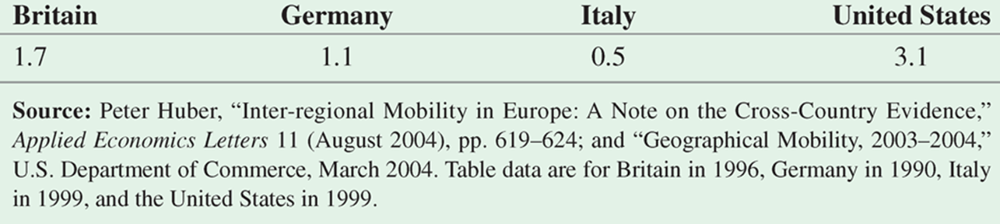 Britain Germany Italy United States
1.7 1.1 0.5 3.1
Source: Peter Huber, “Inter-regional Mobility in Europe: A Note on the Cross-Country Evidence,”
Applied Economics Letters 11 (August 2004), pp. 619–624; and “Geographical Mobility, 2003–2004,”
U.S. Department of Commerce, March 2004. Table data are for Britain in 1996, Germany in 1990, Italy
in 1999, and the United States in 1999.